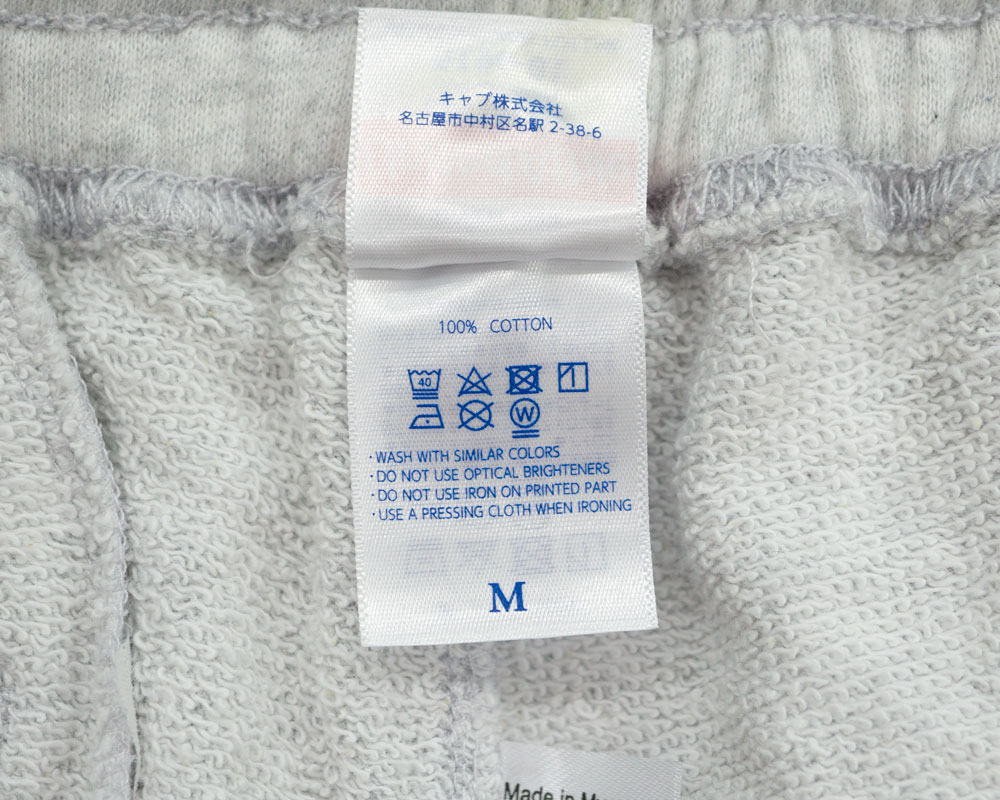 キャブ株式会社
名古屋市中村区名駅 2-38-6
100% COTTON
40
W
・WASH WITH SIMILAR COLORS
・DO NOT USE OPTICAL BRIGHTENERS
・DO NOT USE IRON ON PRINTED PART
・USE A PRESSING CLOTH WHEN IRONING
M
Made in